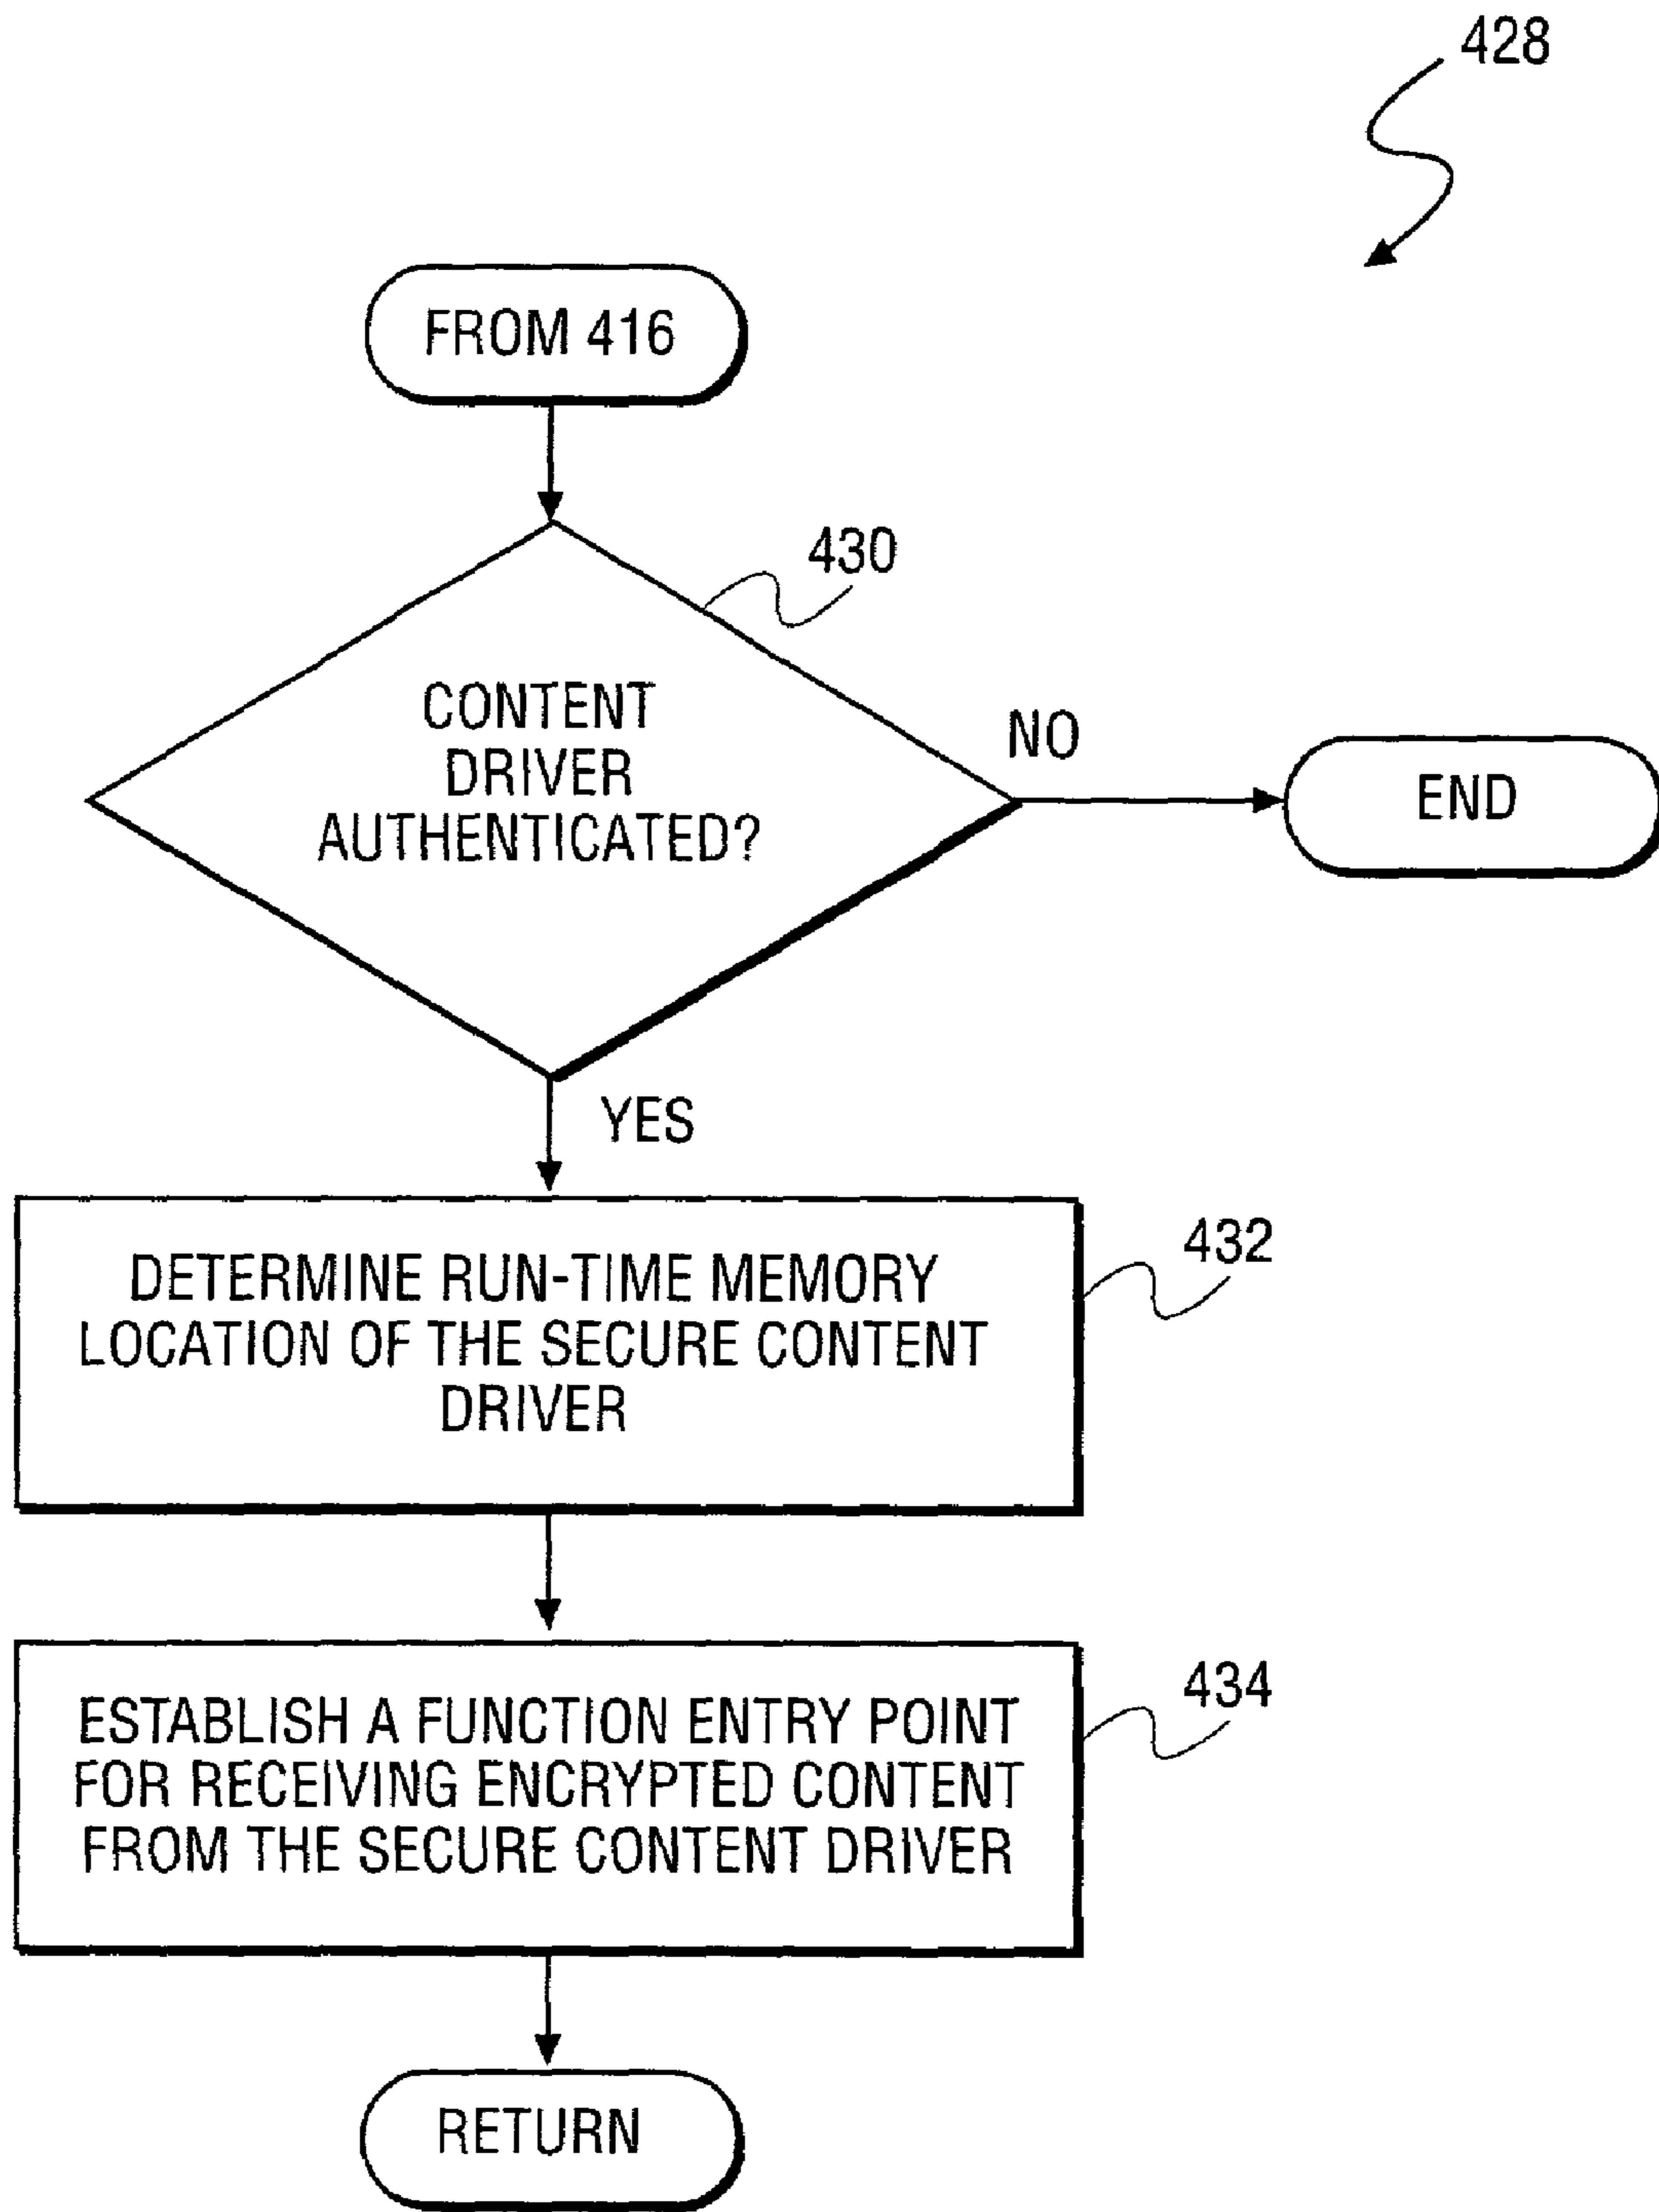 428
FROM 416
430
CONTENT
DRIVER
AUTHENTICATED?
NO
END
YES
432
DETERMINE RUN-TIME MEMORY
LOCATION OF THE SECURE CONTENT
DRIVER
434
ESTABLISH A FUNCTION ENTRY POINT
FOR RECEIVING ENCRYPTED CONTENT
FROM THE SECURE CONTENT DRIVER
RETURN